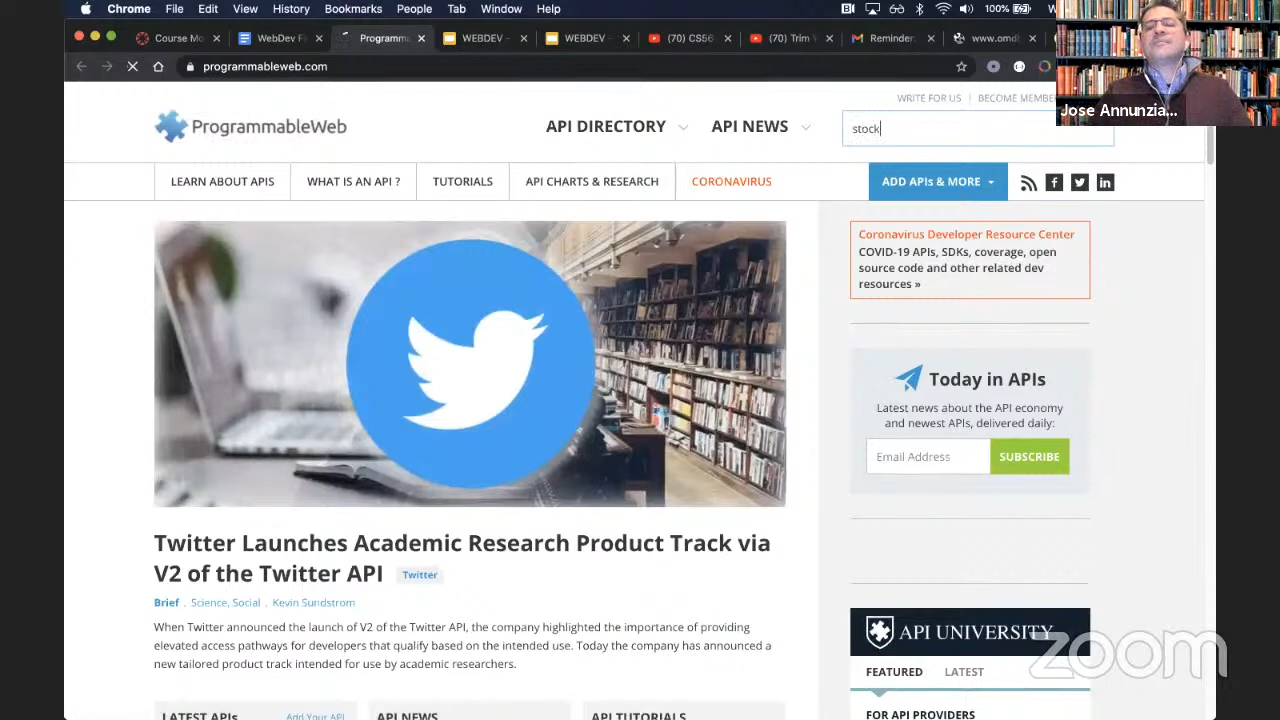 Chrome File Edit View History Bookmarks People Tab Window Help 100%
Course Mo WebDev Fi Programm WEBDEV - WEBDEV - (70) CS56 (70) Trim Reminder www.omdb
programmableweb.com
WRITE FOR US | BECOME MEMBE
Jose Annunzia...
ProgrammableWeb
API DIRECTORY API NEWS stock
LEARN ABOUT APIS WHAT IS AN API ? TUTORIALS API CHARTS & RESEARCH CORONAVIRUS ADD APIs & MORE
Coronavirus Developer Resource Center
COVID-19 APIs, SDKs, coverage, open
source code and other related dev
resources »
Today in APIs
Latest news about the API economy
and newest APIs, delivered daily:
Email Address SUBSCRIBE
Twitter Launches Academic Research Product Track via
V2 of the Twitter API Twitter
Brief . Science, Social . Kevin Sundstrom
When Twitter announced the launch of V2 of the Twitter API, the company highlighted the importance of providing
elevated access pathways for developers that qualify based on the intended use. Today the company has announced a
new tailored product track intended for use by academic researchers.
API UNIVERSITY
zoom
FEATURED LATEST
FOR API PROVIDERS
LATEST APIs Add Your API API NEWS API TUTORIALS